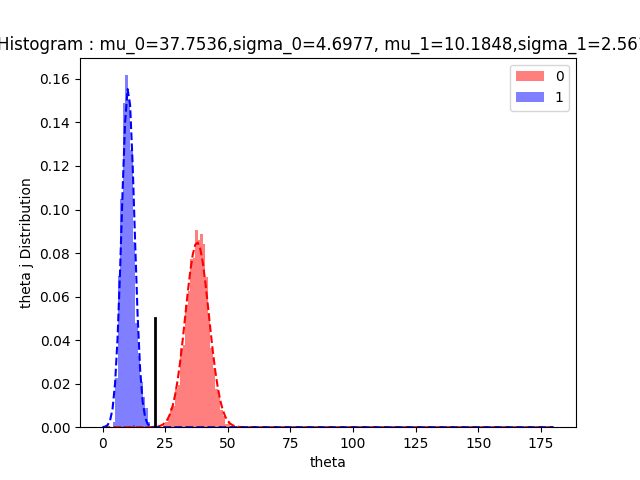 Histogram : mu_0=37.7536,sigma_0=4.6977, mu_1=10.1848,sigma_1=2.561
0.16
0.14
0.12
0.10
0.08
0.06
0.04
0.02
0.00
theta j Distribution
0
1
0 25 50 75 100 125 150 175
theta